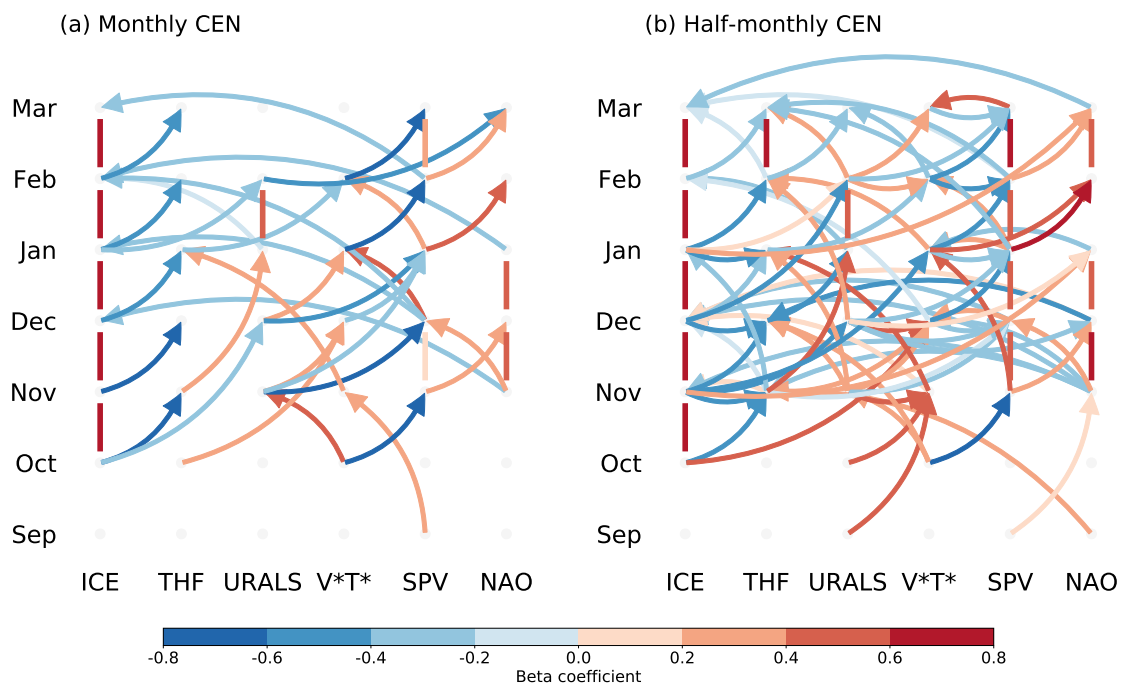 (a) Monthly CEN
(b) Half-monthly CEN
Mar
Feb
Jan
Dec
Nov
Oct
Sep
ICE THF URALS V*T* SPV NAO
Mar
Feb
Jan
Dec
Nov
Oct
Sep
ICE THF URALS V*T* SPV NAO
-0.8 -0.6 -0.4 -0.2 0.0 0.2 0.4 0.6 0.8
Beta coefficient